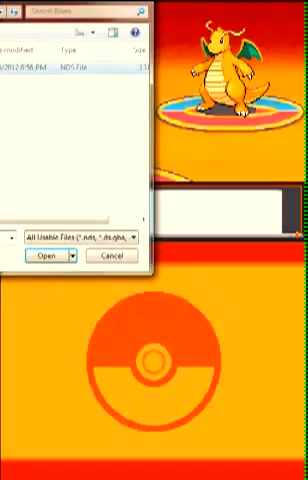 Search Roms
modified Type Size
/2012 8:56 PM NDS File 131
All Usable Files (*.nds, *.ds.gba,
Open Cancel